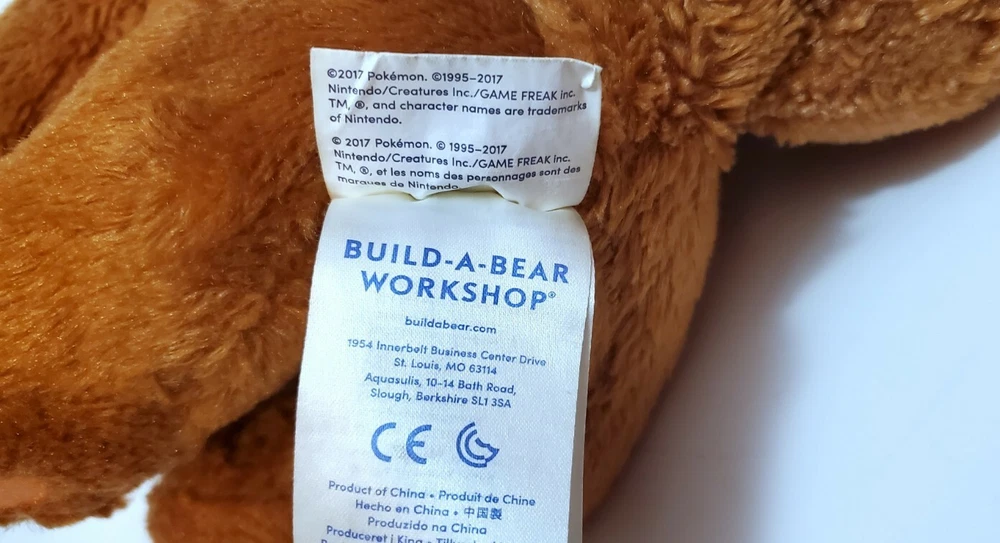 ©2017 Pokémon. ©1995–2017
Nintendo/Creatures Inc./GAME FREAK inc.
TM, ®, and character names are trademarks
of Nintendo.
© 2017 Pokémon. © 1995–2017
Nintendo/Creatures Inc./GAME FREAK inc.
TM, ®, et les noms des personnages sont des
marques de Nintendo.
BUILD-A-BEAR
WORKSHOP®
buildabear.com
1954 Innerbelt Business Center Drive
St. Louis, MO 63114
Aquasulis, 10-14 Bath Road,
Slough, Berkshire SL1 3SA
CE
Product of China • Produit de Chine
Hecho en China • 中国製
Produzido na China
Produceret i Kina •